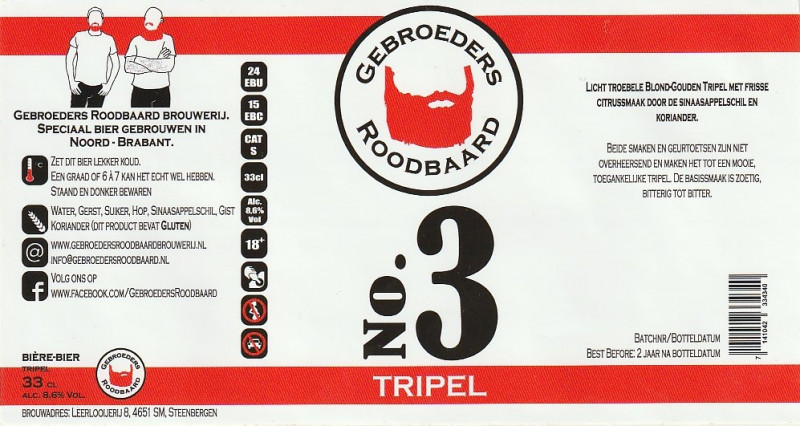 Gebroeders Roodbaard Brouwerij.
Speciaal bier gebrouwen in
Noord - Brabant.
°C
Zet dit bier lekker koud.
Een graad of 6 à 7 kan het echt wel hebben.
Staand en donker bewaren
Water, Gerst, Suiker, Hop, Sinaasappelschil, Gist
Koriander (dit product bevat Gluten)
@
www.gebroedersroodbaardbrouwerij.nl
info@gebroedersroodbaard.nl
f
Volg ons op
www.facebook.com/GebroedersRoodbaard
Bière-Bier
Tripel
33 cl
Alc. 8,6% Vol.
Gebroeders
Roodbaard
Brouwadres: Leerlooijerij 8, 4651 SM, Steenbergen
24
EBU
15
EBC
CAT
S
33cl
Alc.
8,6%
Vol
18+
Gebroeders
Roodbaard
No. 3
TRIPEL
Licht troebele Blond-Gouden Tripel met frisse
citrussmaak door de sinaasappelschil en
koriander.
Beide smaken en geurtoetsen zijn niet
overheersend en maken het tot een mooie,
toegankelijke tripel. De basissmaak is zoetig,
bitterig tot bitter.
Batchnr/Botteldatum
Best Before: 2 jaar na botteldatum
7 141042 334340